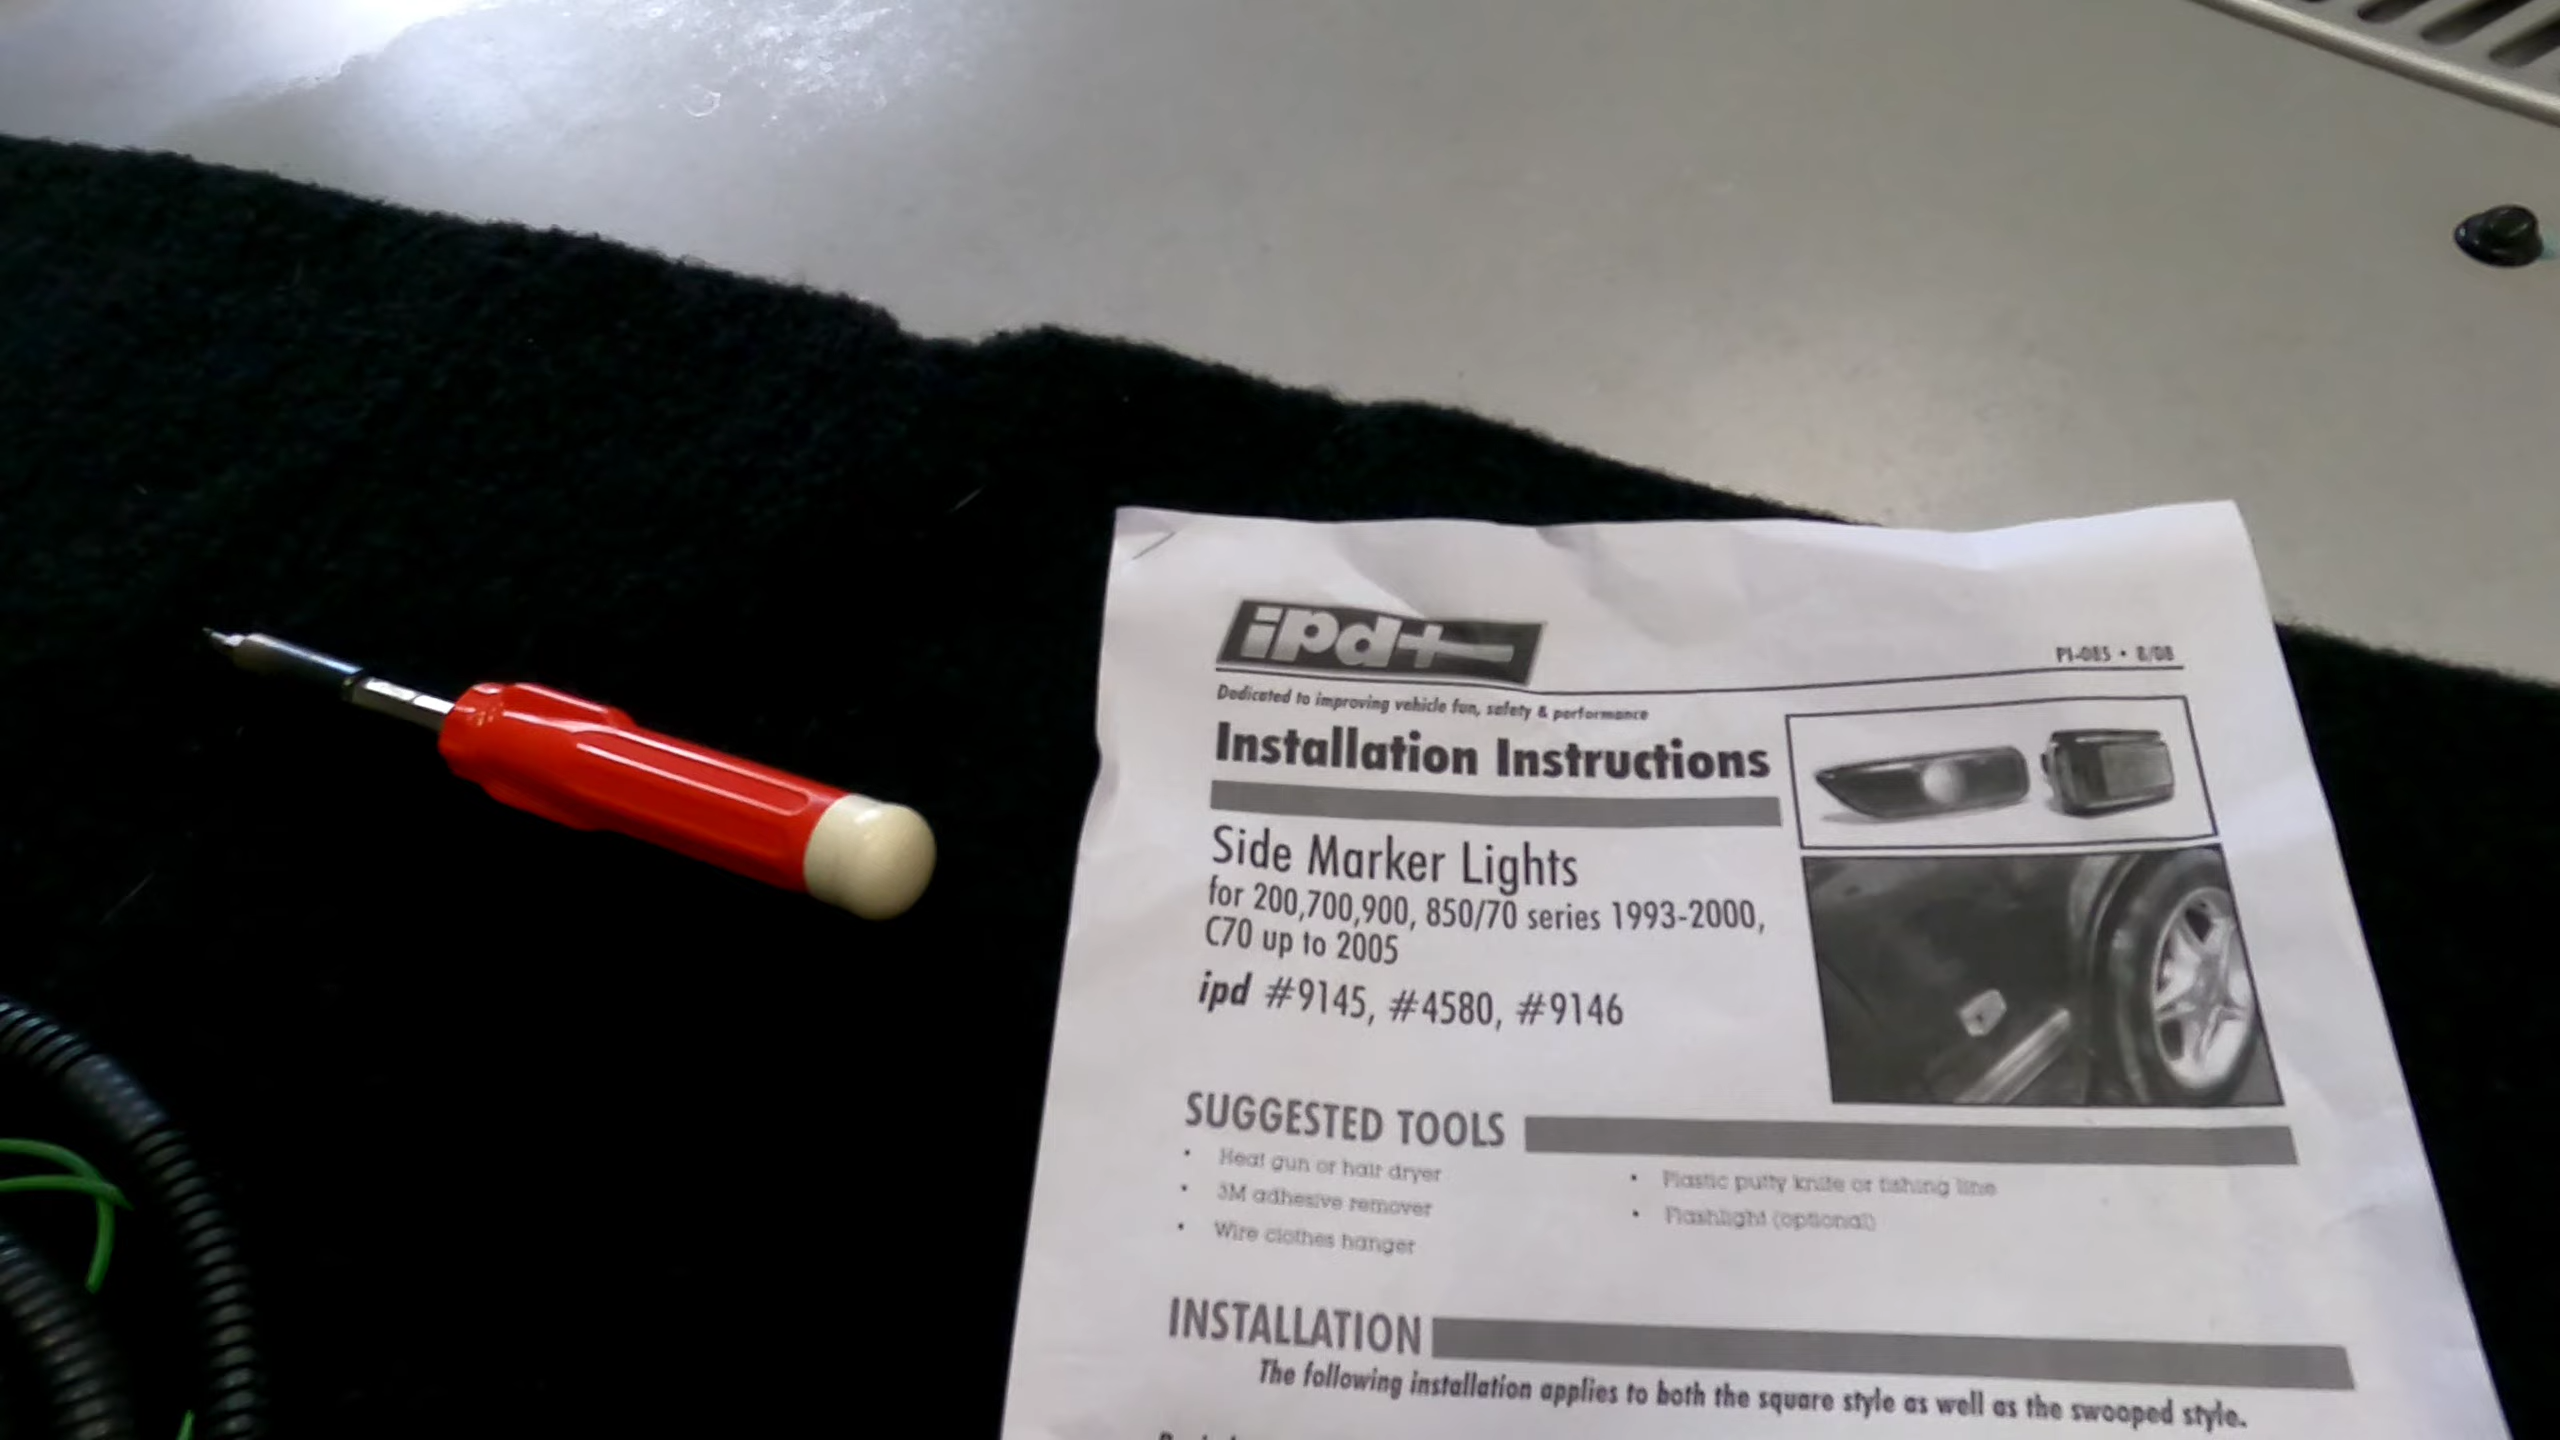 ipd
PI-085 • 8/08
Dedicated to improving vehicle fun, safety & performance
Installation Instructions
Side Marker Lights
for 200,700,900, 850/70 series 1993-2000,
C70 up to 2005
ipd #9145, #4580, #9146
SUGGESTED TOOLS
• Heat gun or hair dryer
• 3M adhesive remover
• Wire clothes hanger
• Plastic putty knife or fishing line
• Flashlight (optional)
INSTALLATION
The following installation applies to both the square style as well as the swooped style.